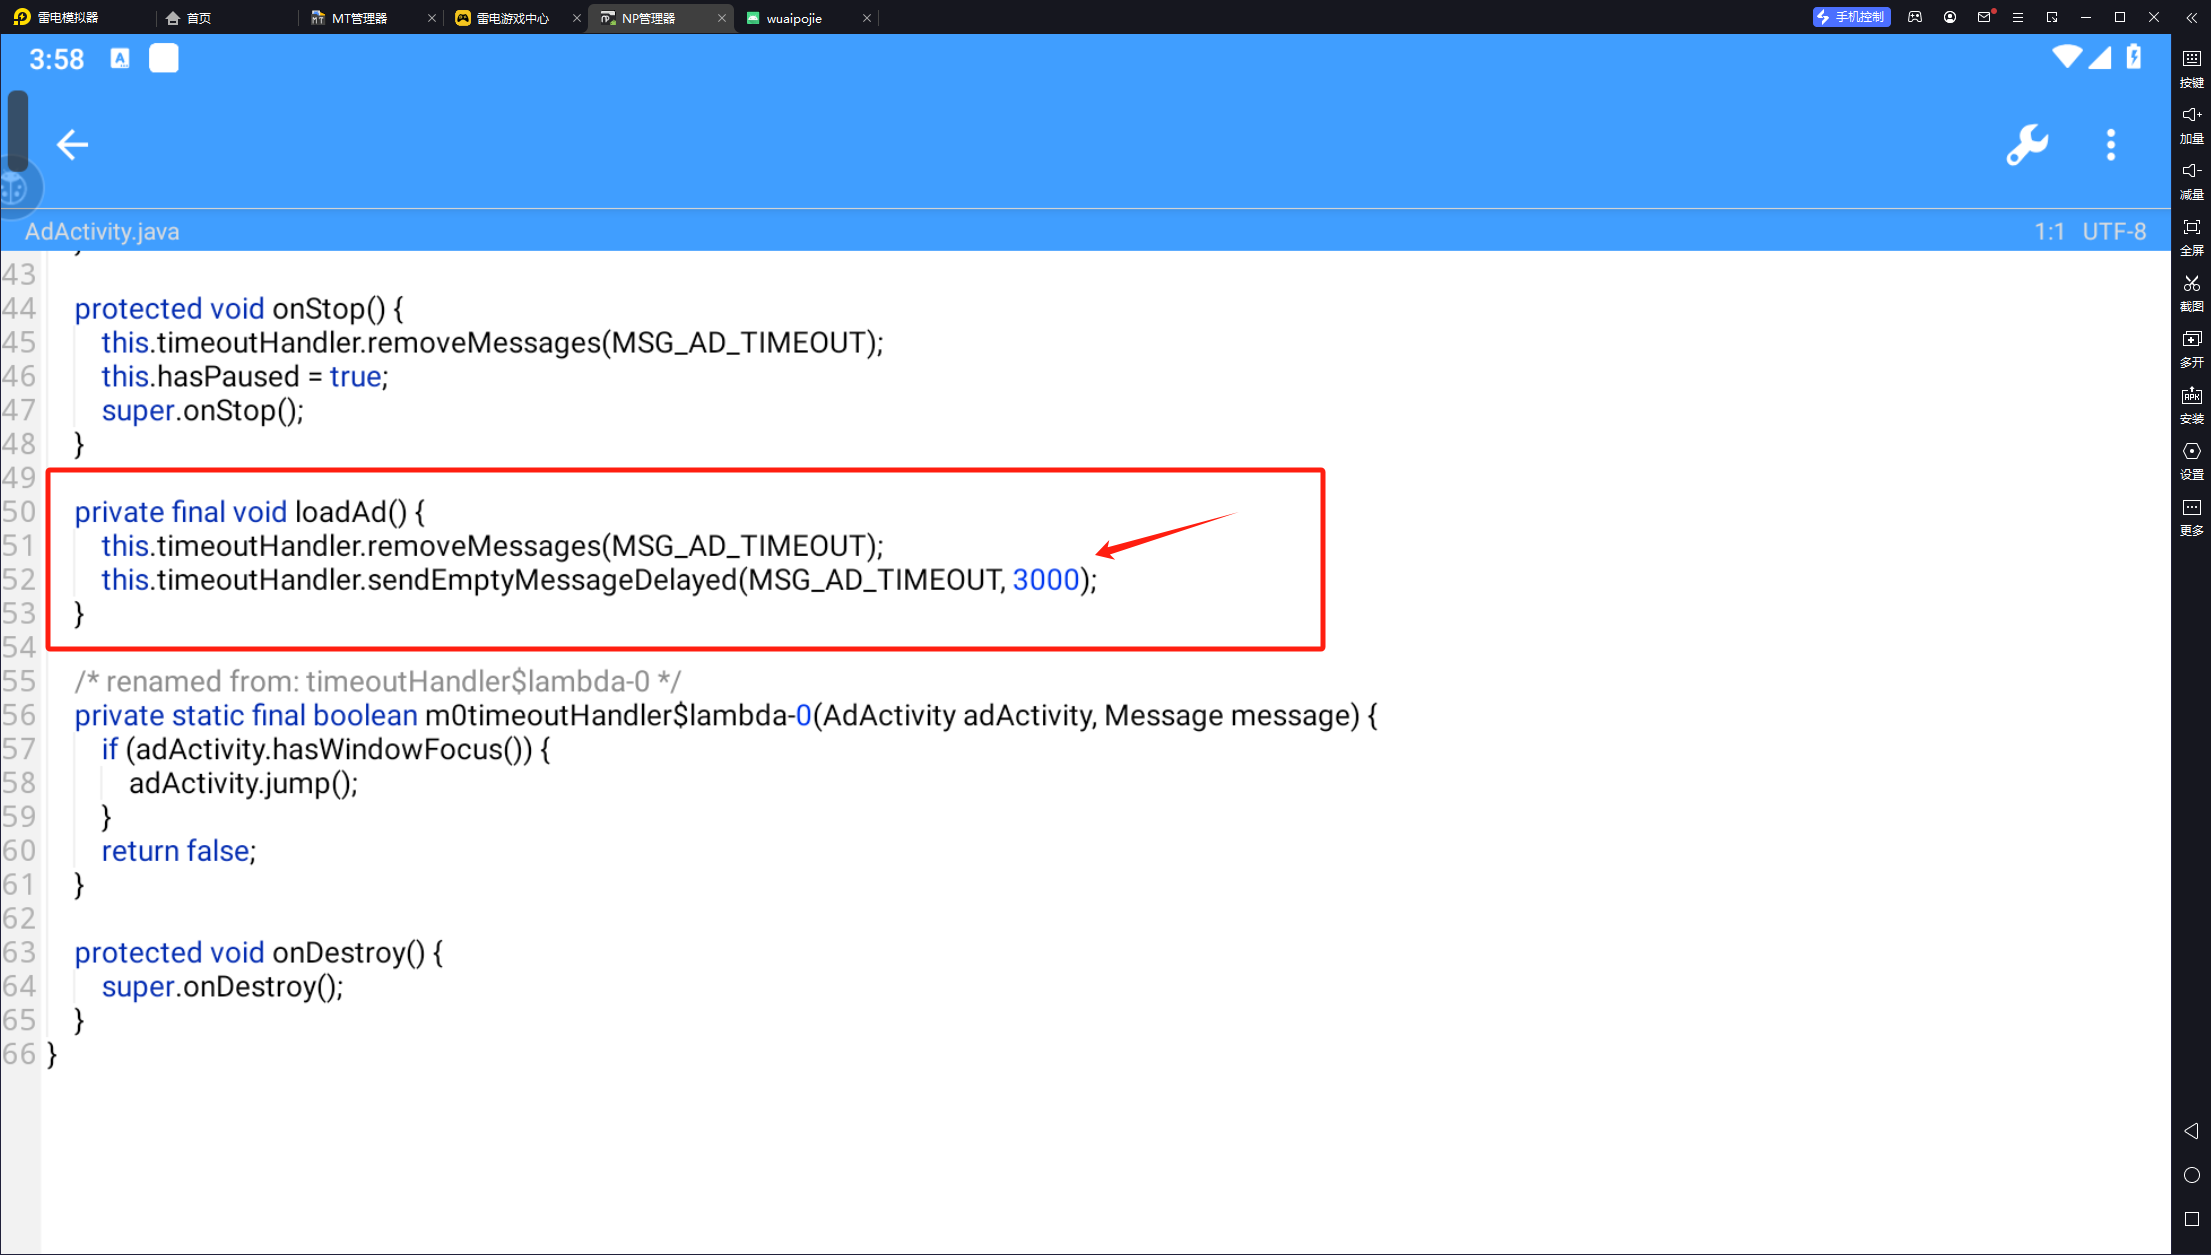 雷电模拟器
首页
MT管理器
雷电游戏中心
NP管理器
wuaipojie
手机控制
3:58
AdActivity.java
1:1 UTF-8
43
44 protected void onStop() {
45 this.timeoutHandler.removeMessages(MSG_AD_TIMEOUT);
46 this.hasPaused = true;
47 super.onStop();
48 }
49
50 private final void loadAd() {
51 this.timeoutHandler.removeMessages(MSG_AD_TIMEOUT);
52 this.timeoutHandler.sendEmptyMessageDelayed(MSG_AD_TIMEOUT, 3000);
53 }
54
55 /* renamed from: timeoutHandler$lambda-0 */
56 private static final boolean m0timeoutHandler$lambda-0(AdActivity adActivity, Message message) {
57 if (adActivity.hasWindowFocus()) {
58 adActivity.jump();
59 }
60 return false;
61 }
62
63 protected void onDestroy() {
64 super.onDestroy();
65 }
66 }
按键
加量
减量
全屏
截图
多开
APK
安装
设置
更多